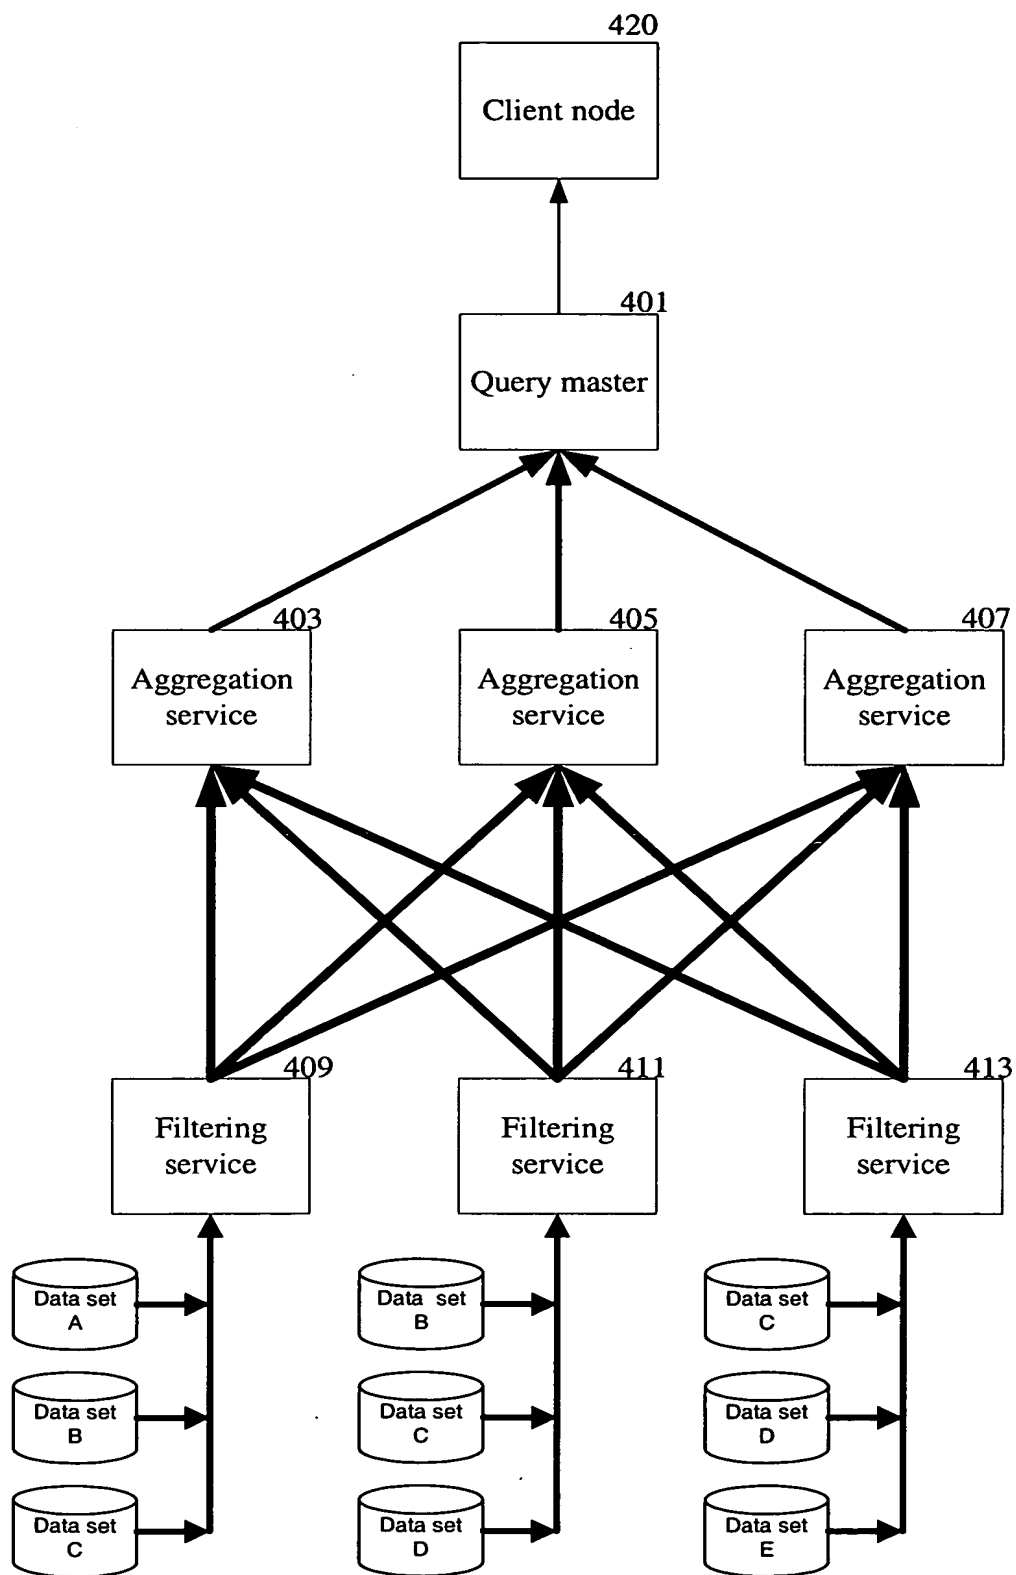 420
Client node
401
Query master
403
405
407
Aggregation
service
Aggregation
service
Aggregation
service
409
411
413
Filtering
service
Filtering
service
Filtering
service
Data set
A
Data set
B
Data set
C
Data set
B
Data set
C
Data set
D
Data set
C
Data set
D
Data set
E